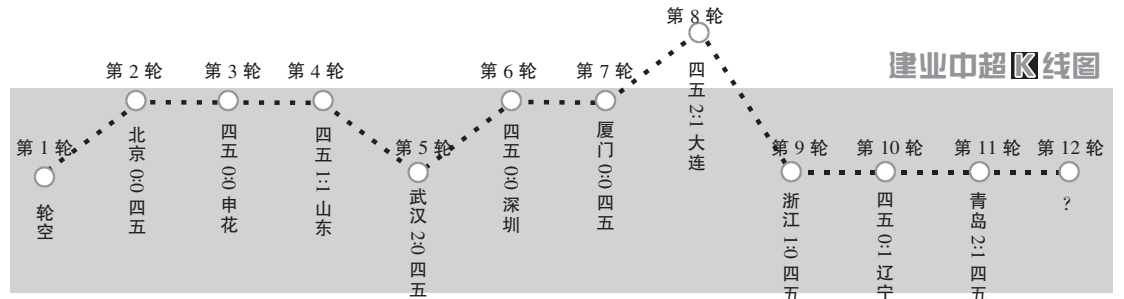 建业中超K线图
第 1 轮
轮空
第 2 轮
北京 0:0 四五
第 3 轮
四五 0:0 申花
第 4 轮
四五 1:1 山东
第 5 轮
武汉 2:0 四五
第 6 轮
四五 0:0 深圳
第 7 轮
厦门 0:0 四五
第 8 轮
四五 2:1 大连
第 9 轮
浙江 1:0 四五
第 10 轮
四五 0:1 辽宁
第 11 轮
青岛 2:1 四五
第 12 轮
?